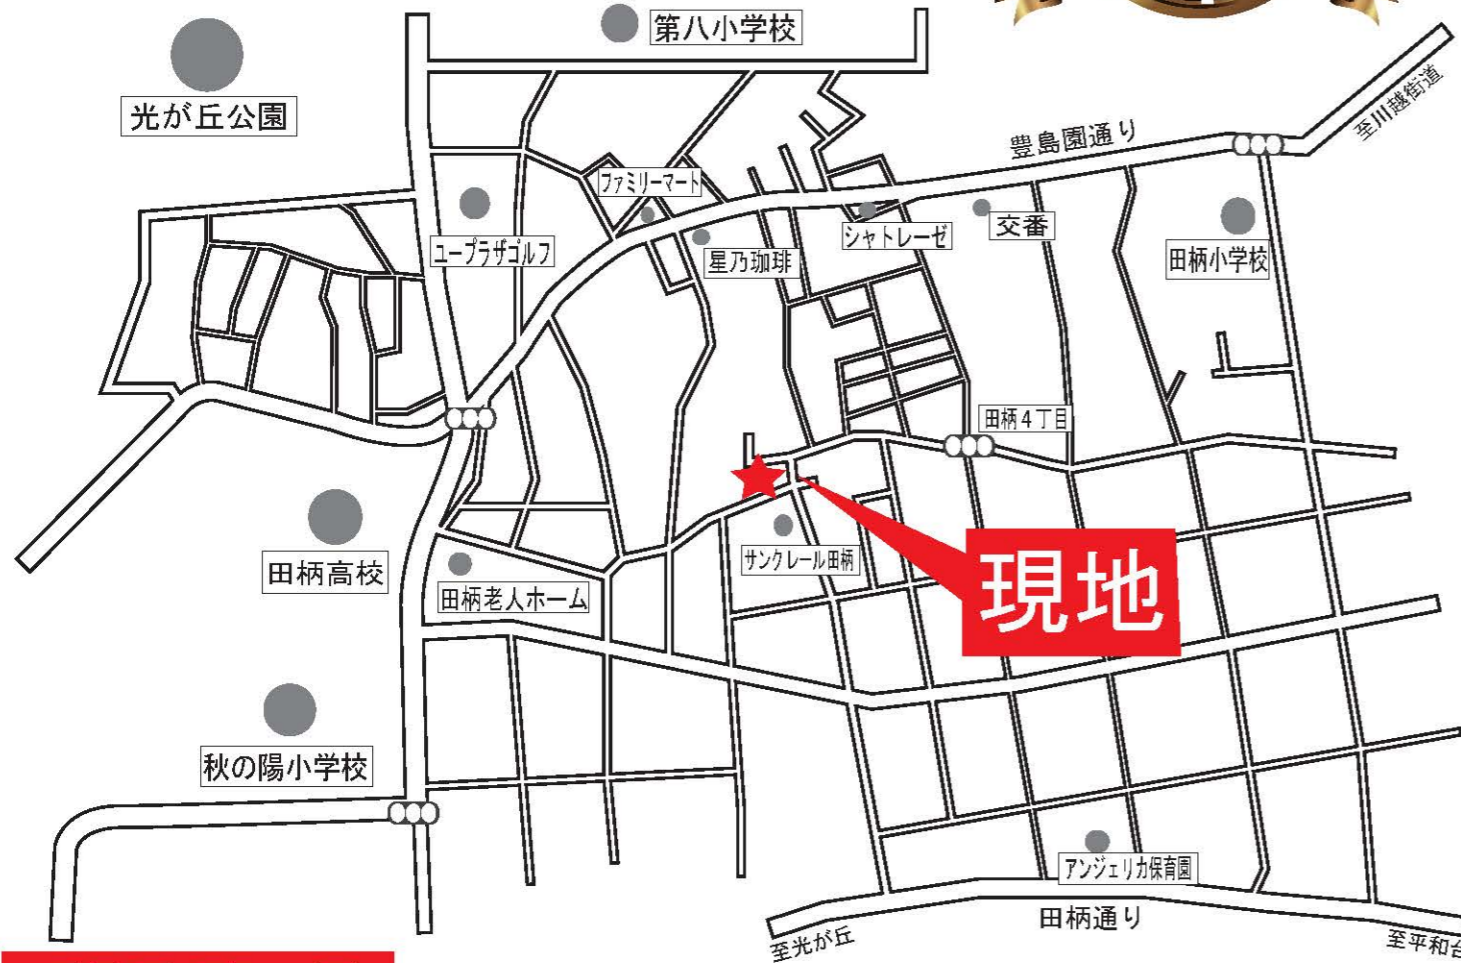 第八小学校
光が丘公園
至川越街道
豊島園通り
ファミリーマート
ユープラザゴルフ
星乃珈琲
シャトレーゼ
交番
田柄小学校
田柄4丁目
田柄高校
サンクレール田柄
現地
田柄老人ホーム
秋の陽小学校
アンジェリカ保育園
田柄通り
至光が丘
至平和台